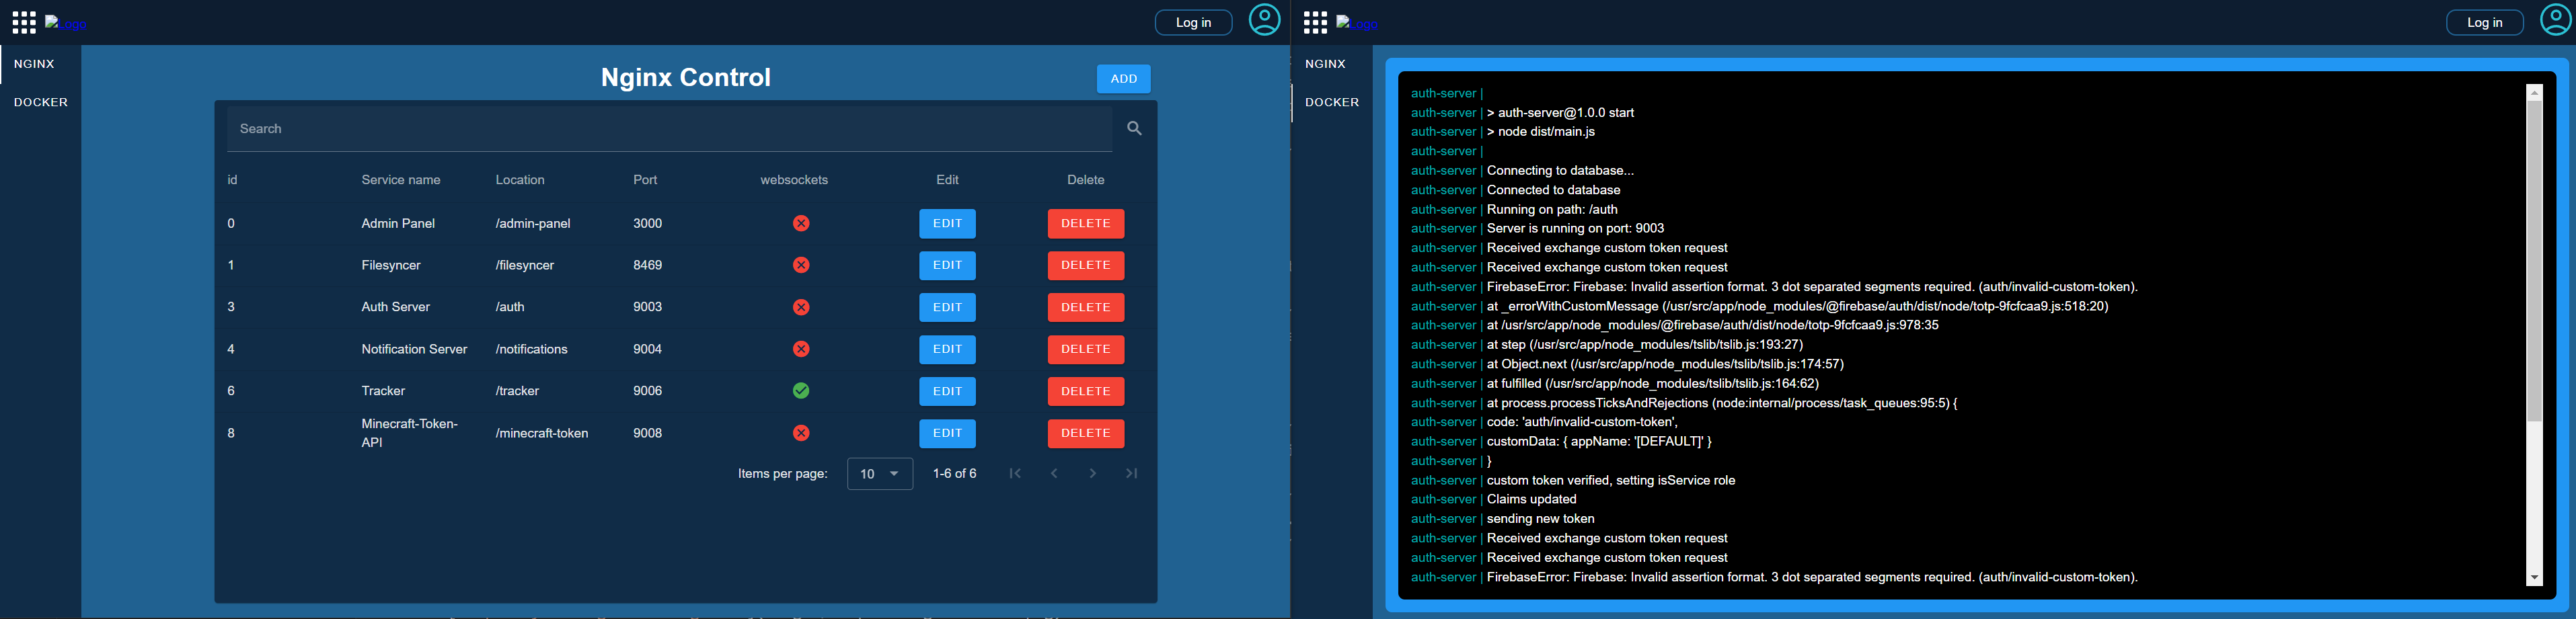 Logo
Log in
NGINX
DOCKER
Nginx Control
ADD
Search
id Service name Location Port websockets Edit Delete
0 Admin Panel /admin-panel 3000 EDIT DELETE
1 Filesyncer /filesyncer 8469 EDIT DELETE
3 Auth Server /auth 9003 EDIT DELETE
4 Notification Server /notifications 9004 EDIT DELETE
6 Tracker /tracker 9006 EDIT DELETE
8 Minecraft-Token-
API /minecraft-token 9008 EDIT DELETE
Items per page: 10 1-6 of 6
Logo
Log in
NGINX
DOCKER
auth-server |
auth-server | > auth-server@1.0.0 start
auth-server | > node dist/main.js
auth-server |
auth-server | Connecting to database...
auth-server | Connected to database
auth-server | Running on path: /auth
auth-server | Server is running on port: 9003
auth-server | Received exchange custom token request
auth-server | Received exchange custom token request
auth-server | FirebaseError: Firebase: Invalid assertion format. 3 dot separated segments required. (auth/invalid-custom-token).
auth-server | at _errorWithCustomMessage (/usr/src/app/node_modules/@firebase/auth/dist/node/totp-9fcfcaa9.js:518:20)
auth-server | at /usr/src/app/node_modules/@firebase/auth/dist/node/totp-9fcfcaa9.js:978:35
auth-server | at step (/usr/src/app/node_modules/tslib/tslib.js:193:27)
auth-server | at Object.next (/usr/src/app/node_modules/tslib/tslib.js:174:57)
auth-server | at fulfilled (/usr/src/app/node_modules/tslib/tslib.js:164:62)
auth-server | at process.processTicksAndRejections (node:internal/process/task_queues:95:5) {
auth-server | code: 'auth/invalid-custom-token',
auth-server | customData: { appName: '[DEFAULT]' }
auth-server | }
auth-server | custom token verified, setting isService role
auth-server | Claims updated
auth-server | sending new token
auth-server | Received exchange custom token request
auth-server | Received exchange custom token request
auth-server | FirebaseError: Firebase: Invalid assertion format. 3 dot separated segments required. (auth/invalid-custom-token).